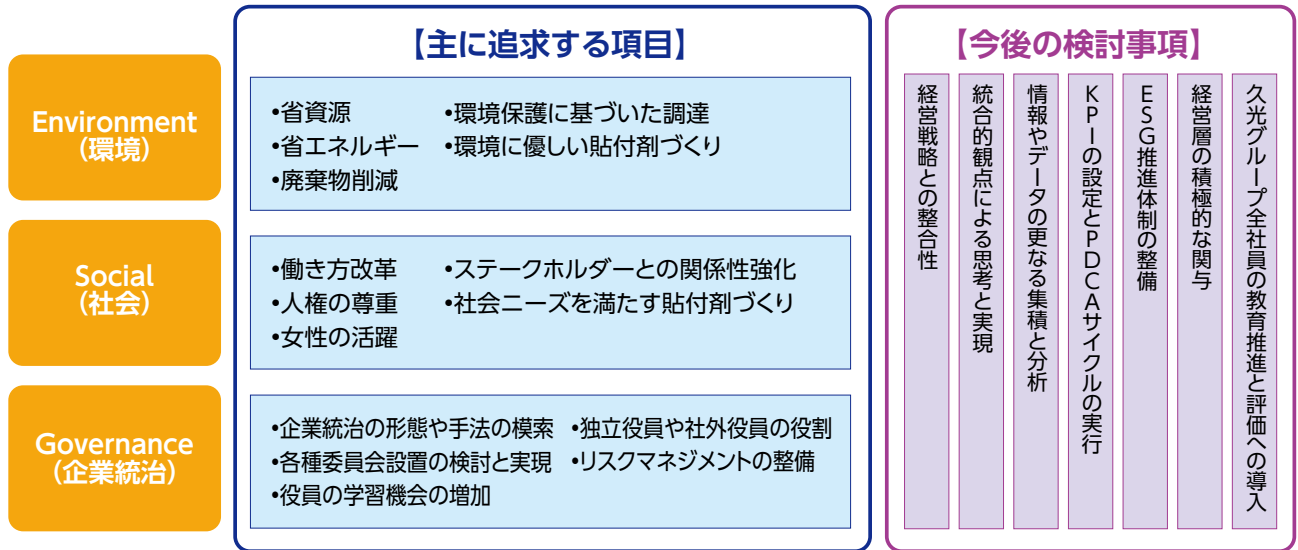 【主に追求する項目】
Environment
(環境)
•省資源
•省エネルギー
•廃棄物削減
•環境保護に基づいた調達
•環境に優しい貼付剤づくり
Social
(社会)
•働き方改革
•人権の尊重
•女性の活躍
•ステークホルダーとの関係性強化
•社会ニーズを満たす貼付剤づくり
Governance
(企業統治)
•企業統治の形態や手法の模索
•各種委員会設置の検討と実現
•役員の学習機会の増加
•独立役員や社外役員の役割
•リスクマネジメントの整備
【今後の検討事項】
経営戦略との整合性
統合的観点による思考と実現
情報やデータの更なる集積と分析
KPIの設定とPDCAサイクルの実行
ESG推進体制の整備
経営層の積極的な関与
久光グループ全社員の教育推進と評価への導入